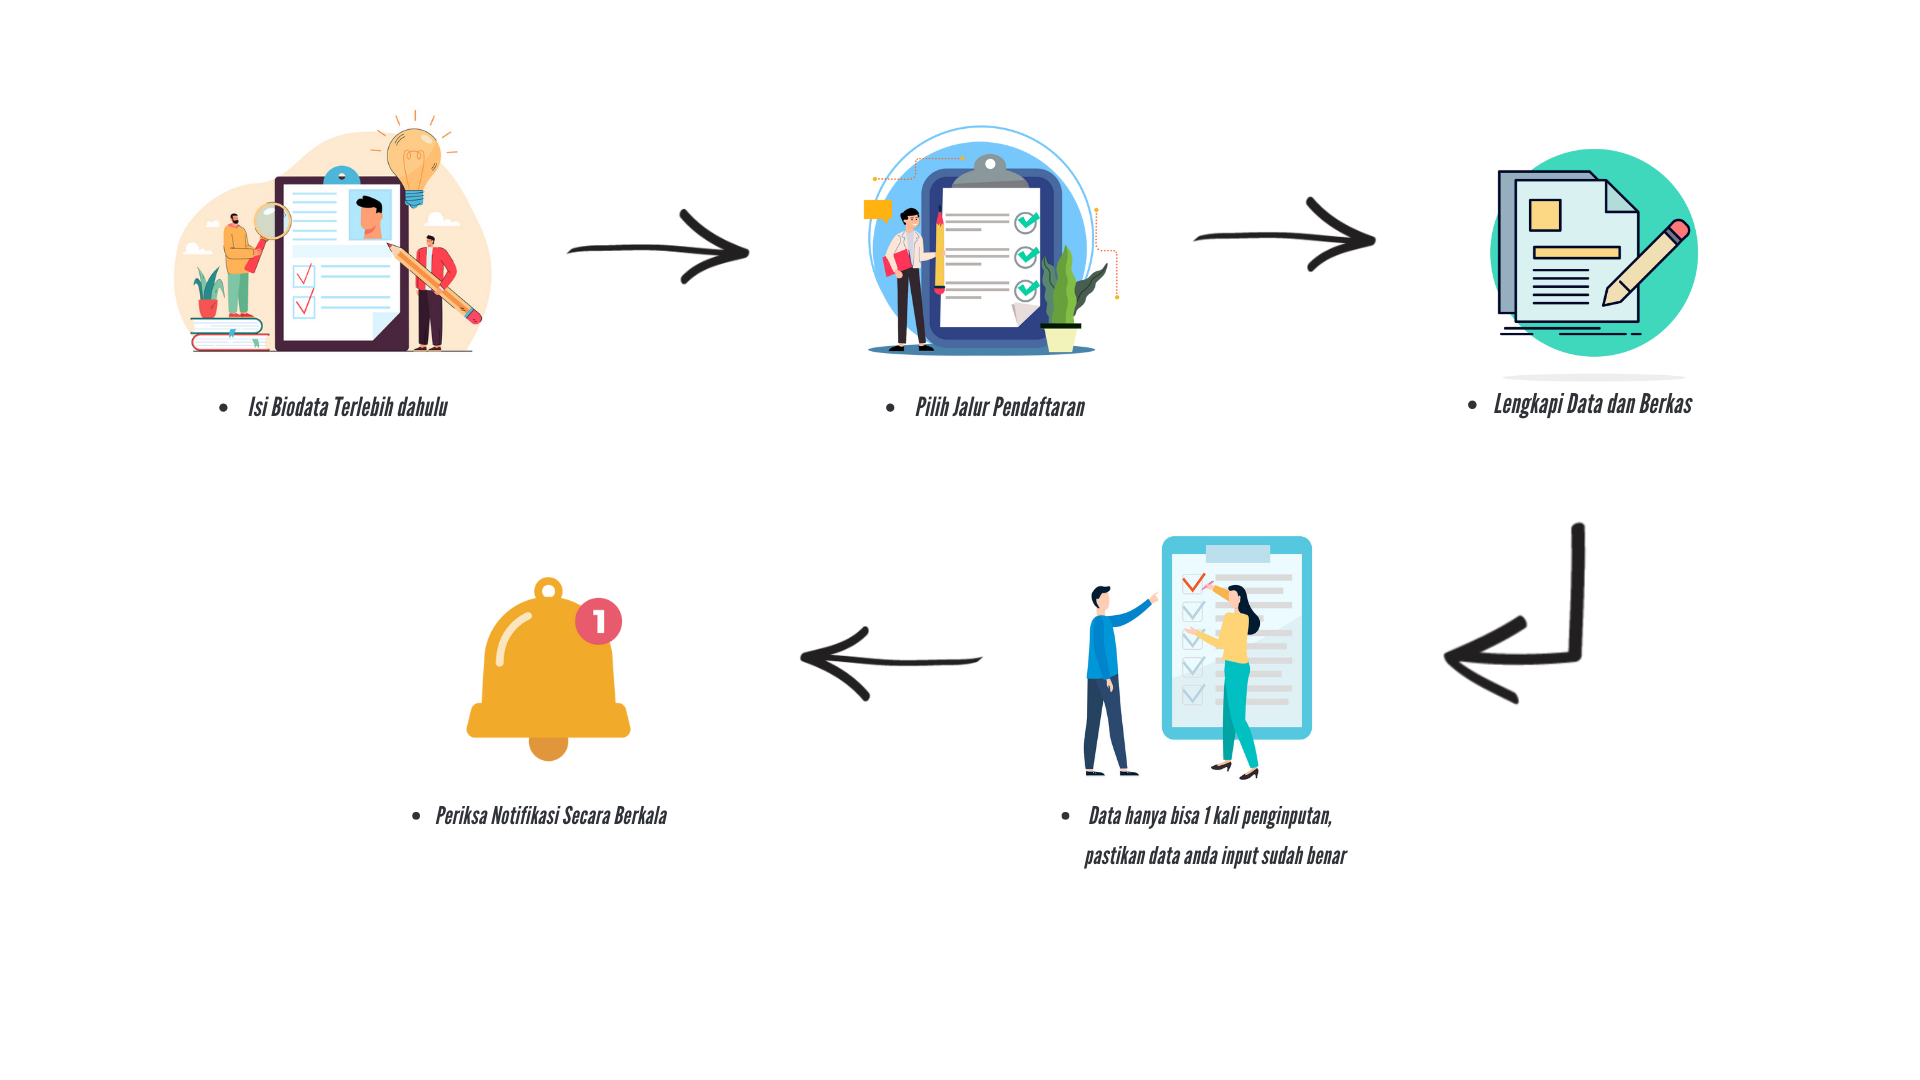 • Isi Biodata Terlebih dahulu
• Pilih Jalur Pendaftaran
• Lengkapi Data dan Berkas
• Data hanya bisa 1 kali penginputan,
pastikan data anda input sudah benar
1
• Periksa Notifikasi Secara Berkala